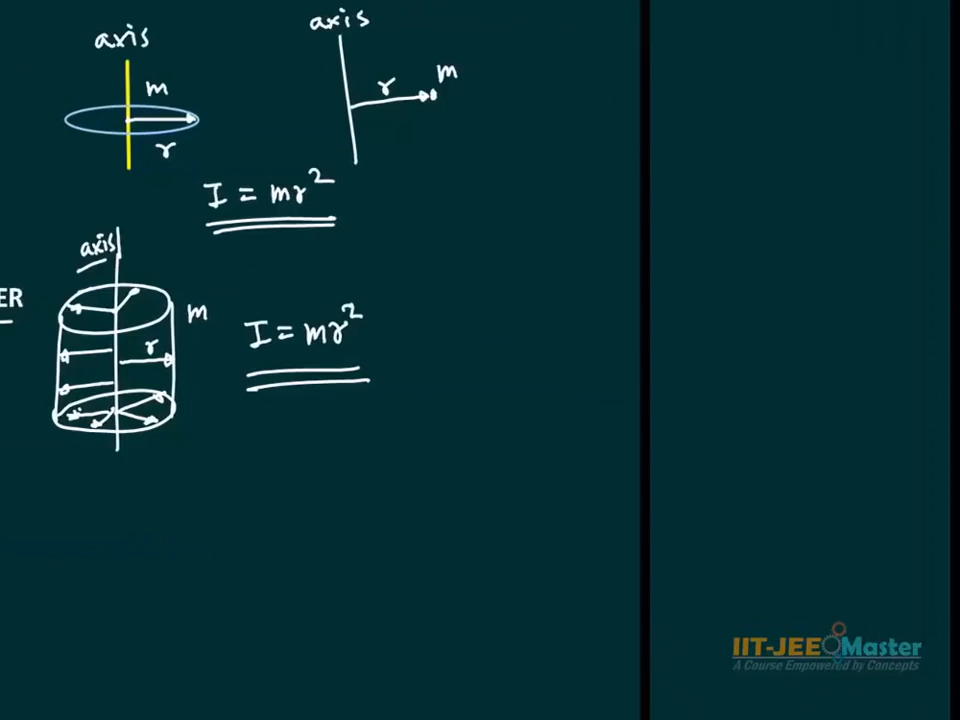 axis
axis
m
r
r
m
I = mr²
axis
ER
m
r
I = mr²
IIT-JEE Master
A Course Empowered by Concepts